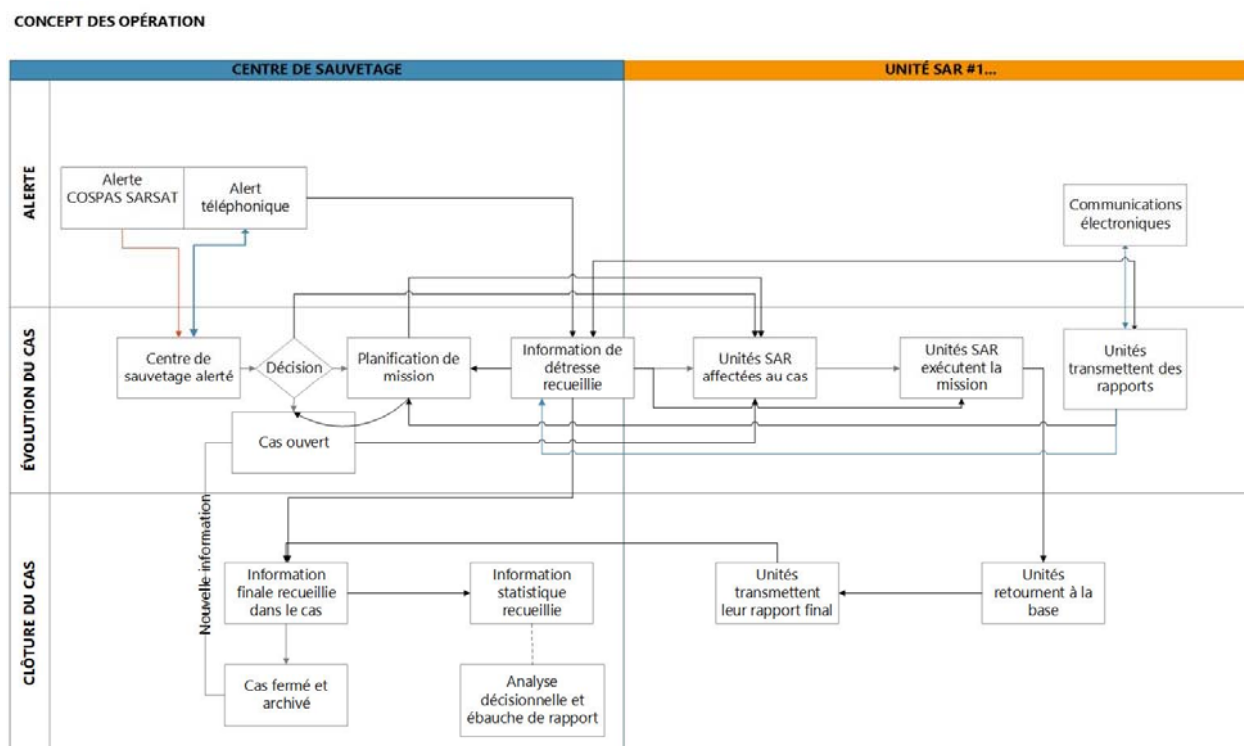 CONCEPT DES OPÉRATION
CENTRE DE SAUVETAGE
UNITÉ SAR #1...
ALERTE
Alerte
COSPAS SARSAT
Alert
téléphonique
Communications
électroniques
ÉVOLUTION DU CAS
Centre de
sauvetage alerté
Décision
Planification de
mission
Information de
détresse
recueillie
Unités SAR
affectées au cas
Unités SAR
exécutent la
mission
Unités
transmettent des
rapports
Cas ouvert
Nouvelle information
CLÔTURE DU CAS
Information
finale recueillie
dans le cas
Information
statistique
recueillie
Unités
transmettent
leur rapport final
Unités
retournent à la
base
Cas fermé et
archivé
Analyse
décisionnelle et
ébauche de rapport